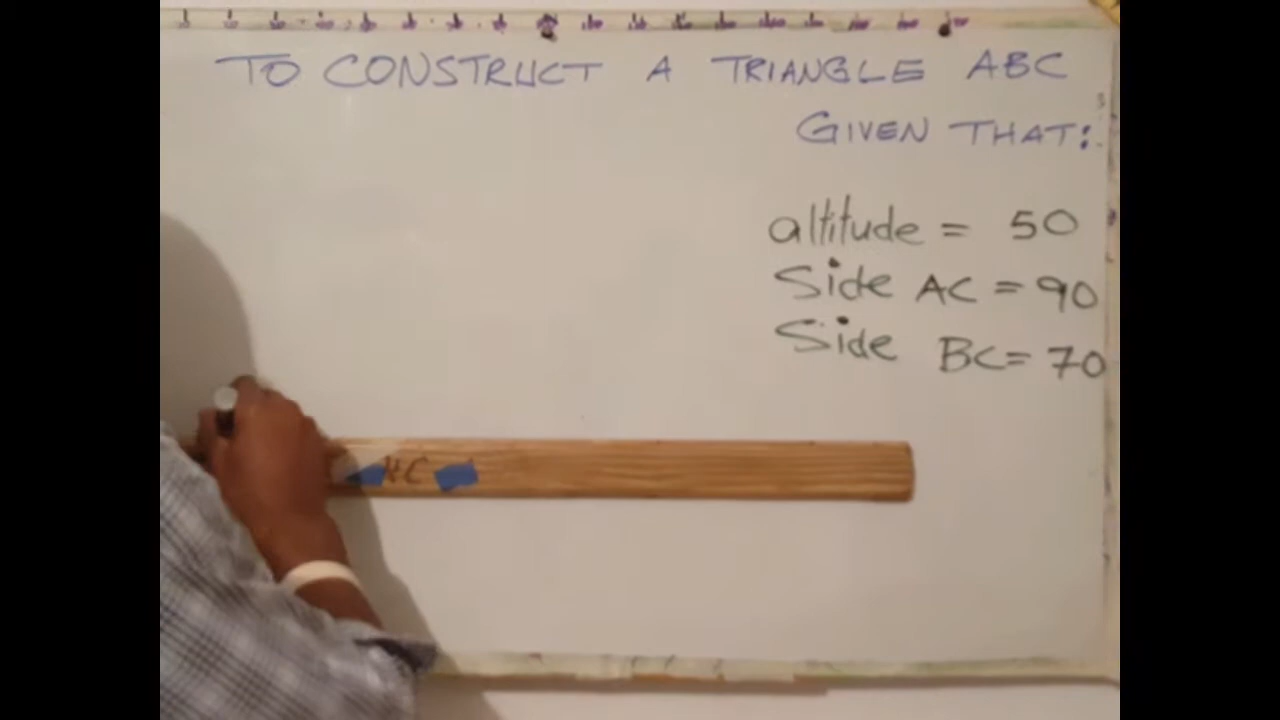 TO CONSTRUCT A TRIANGLE ABC
GIVEN THAT:
altitude = 50
Side AC = 90
Side BC = 70